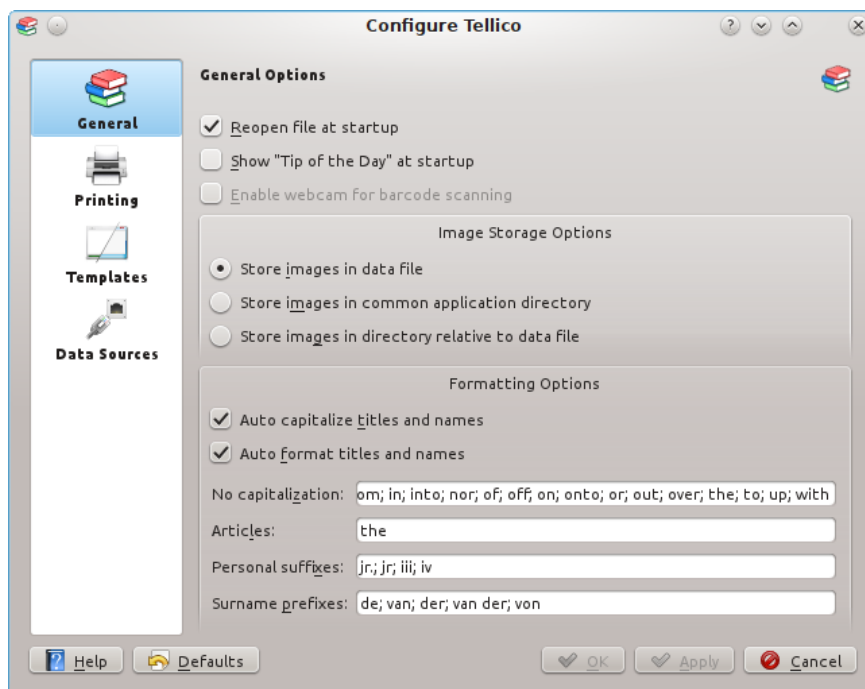 Configure Tellico
General
Printing
Templates
Data Sources
General Options
Reopen file at startup
Show "Tip of the Day" at startup
Enable webcam for barcode scanning
Image Storage Options
Store images in data file
Store images in common application directory
Store images in directory relative to data file
Formatting Options
Auto capitalize titles and names
Auto format titles and names
No capitalization: om; in; into; nor; of; off; on; onto; or; out; over; the; to; up; with
Articles: the
Personal suffixes: jr.; jr; iii; iv
Surname prefixes: de; van; der; van der; von
Help Defaults OK Apply Cancel